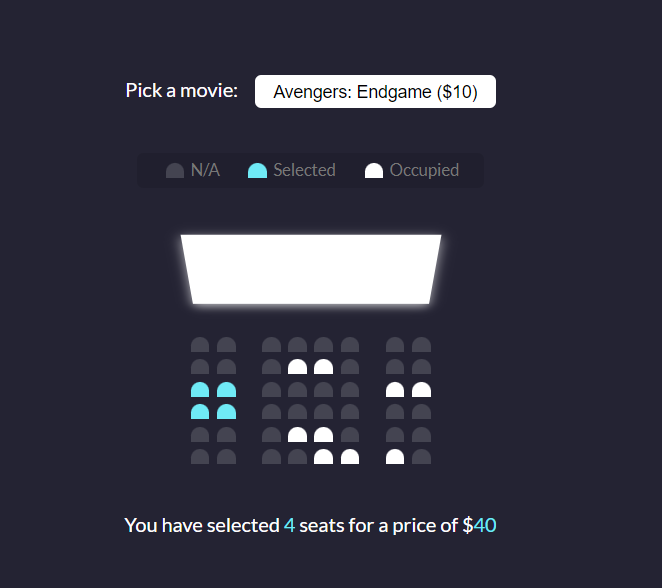 Pick a movie: Avengers: Endgame ($10)
N/A Selected Occupied
You have selected 4 seats for a price of $40